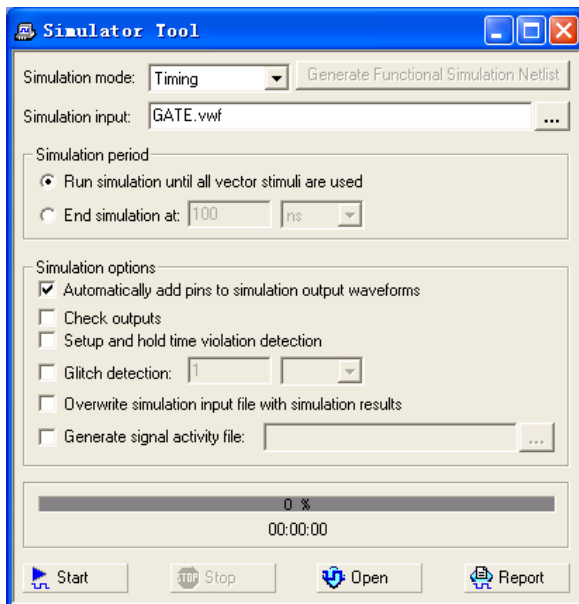 Simulator Tool
Simulation mode: Timing Generate Functional Simulation Netlist
Simulation input: GATE.vwf ...
Simulation period
Run simulation until all vector stimuli are used
End simulation at: 100 ns
Simulation options
Automatically add pins to simulation output waveforms
Check outputs
Setup and hold time violation detection
Glitch detection: 1
Overwrite simulation input file with simulation results
Generate signal activity file: ...
0 %
00:00:00
Start STOP Stop Open Report